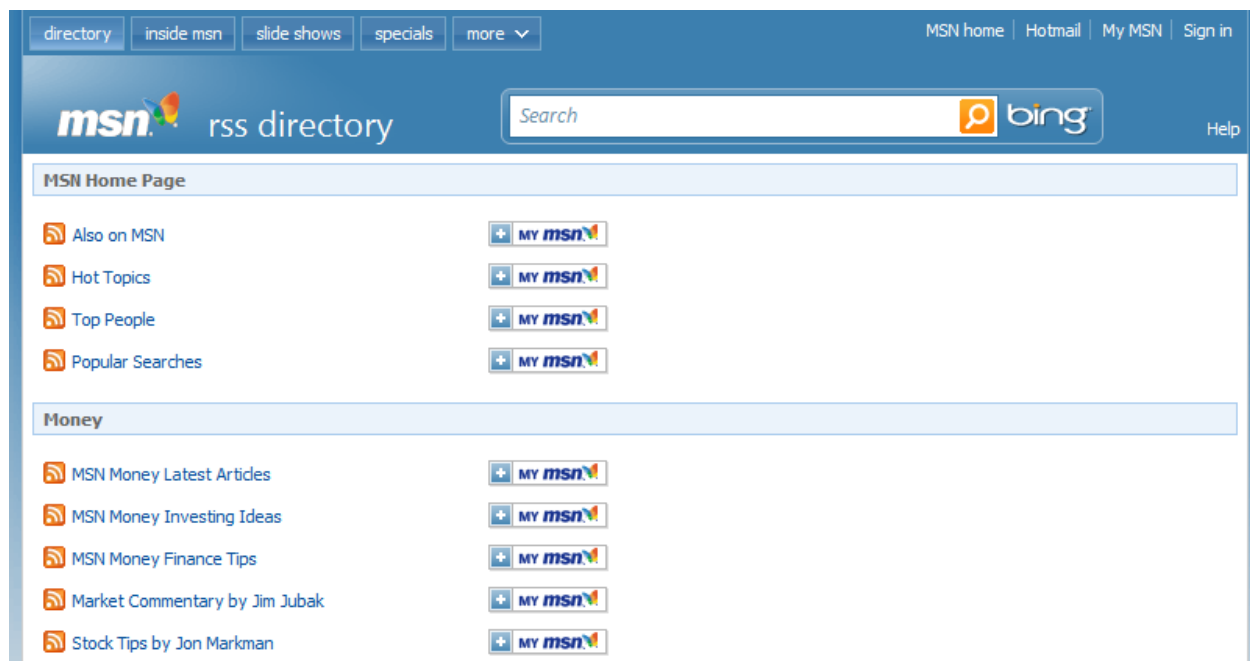 directory inside msn slide shows specials more MSN home Hotmail My MSN Sign in
msn rss directory Search bing Help
MSN Home Page
Also on MSN MY msn
Hot Topics MY msn
Top People MY msn
Popular Searches MY msn
Money
MSN Money Latest Articles MY msn
MSN Money Investing Ideas MY msn
MSN Money Finance Tips MY msn
Market Commentary by Jim Jubak MY msn
Stock Tips by Jon Markman MY msn